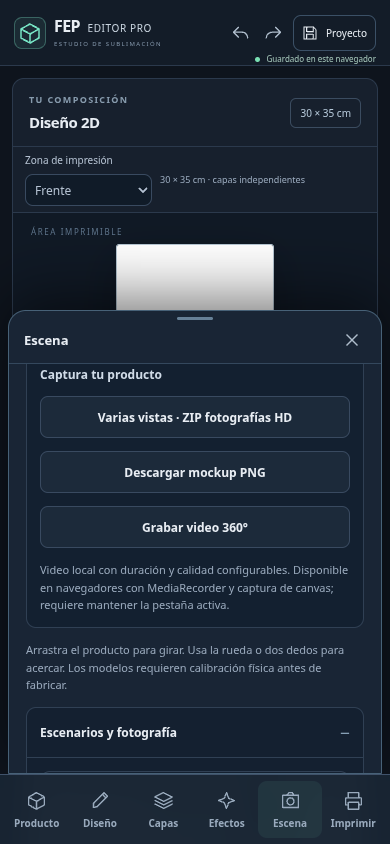 FEP EDITOR PRO
ESTUDIO DE SUBLIMACIÓN
Proyecto
Guardado en este navegador
TU COMPOSICIÓN
Diseño 2D
30 × 35 cm
Zona de impresión
Frente
30 × 35 cm · capas independientes
ÁREA IMPRIMIBLE
Escena
Captura tu producto
Varias vistas · ZIP fotografías HD
Descargar mockup PNG
Grabar video 360°
Video local con duración y calidad configurables. Disponible
en navegadores con MediaRecorder y captura de canvas;
requiere mantener la pestaña activa.
Arrastra el producto para girar. Usa la rueda o dos dedos para
acercar. Los modelos requieren calibración física antes de
fabricar.
Escenarios y fotografía
Producto
Diseño
Capas
Efectos
Escena
Imprimir